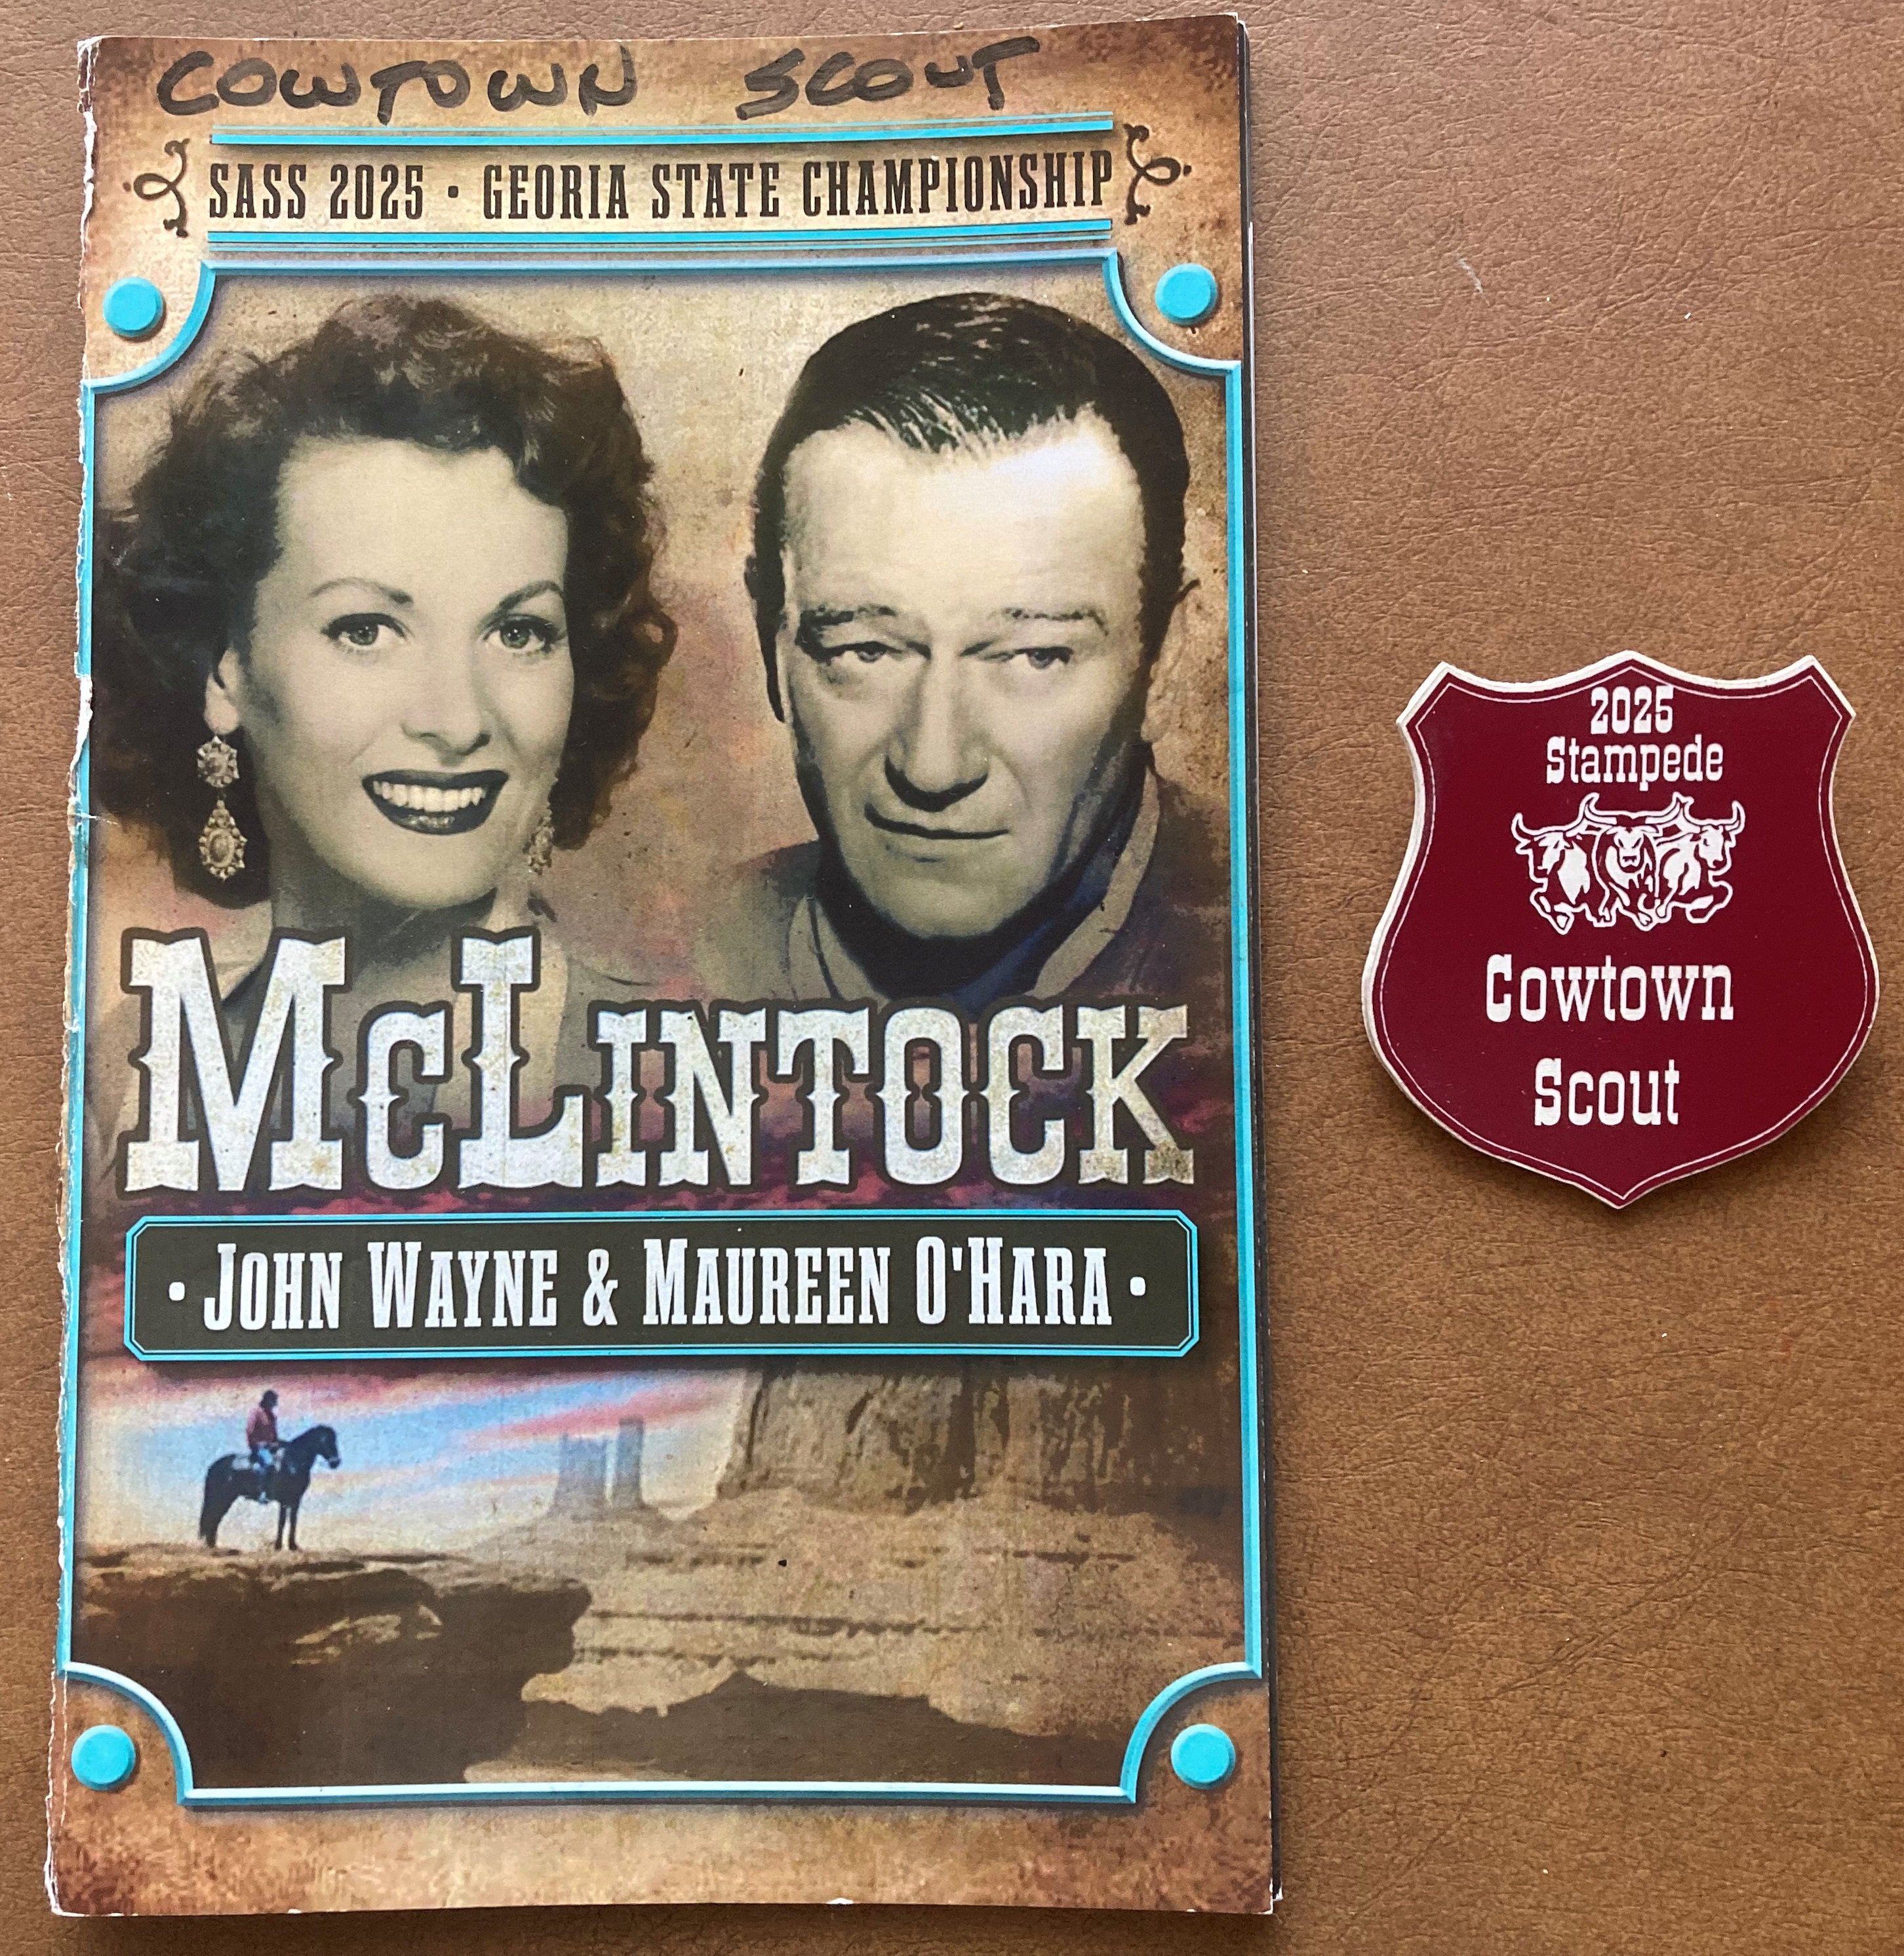 COWTOWN SCOUT
SASS 2025 · GEORIA STATE CHAMPIONSHIP
McLINTOCK
· JOHN WAYNE & MAUREEN O'HARA ·
2025
Stampede
Cowtown
Scout